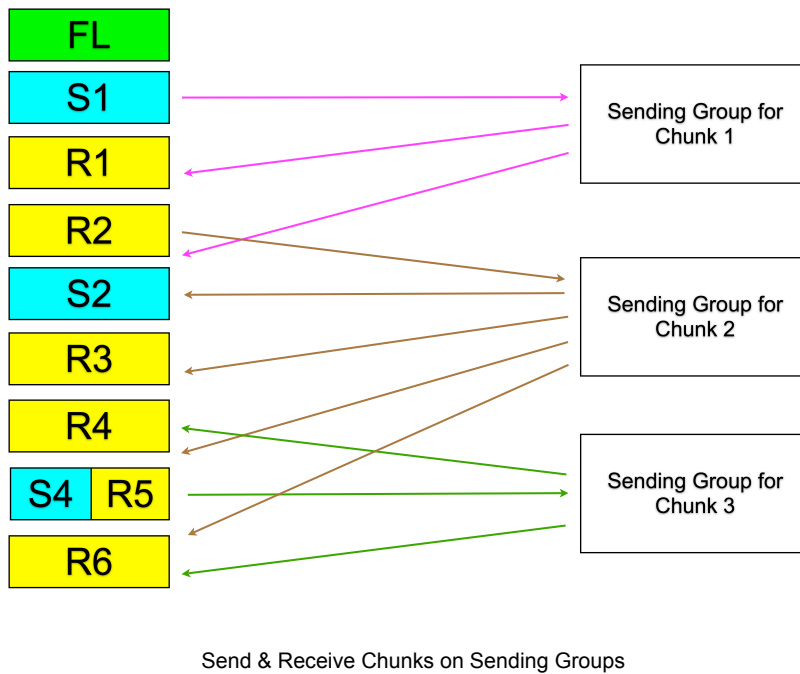 FL
S1
R1
R2
S2
R3
R4
S4 R5
R6
Sending Group for
Chunk 1
Sending Group for
Chunk 2
Sending Group for
Chunk 3
Send & Receive Chunks on Sending Groups